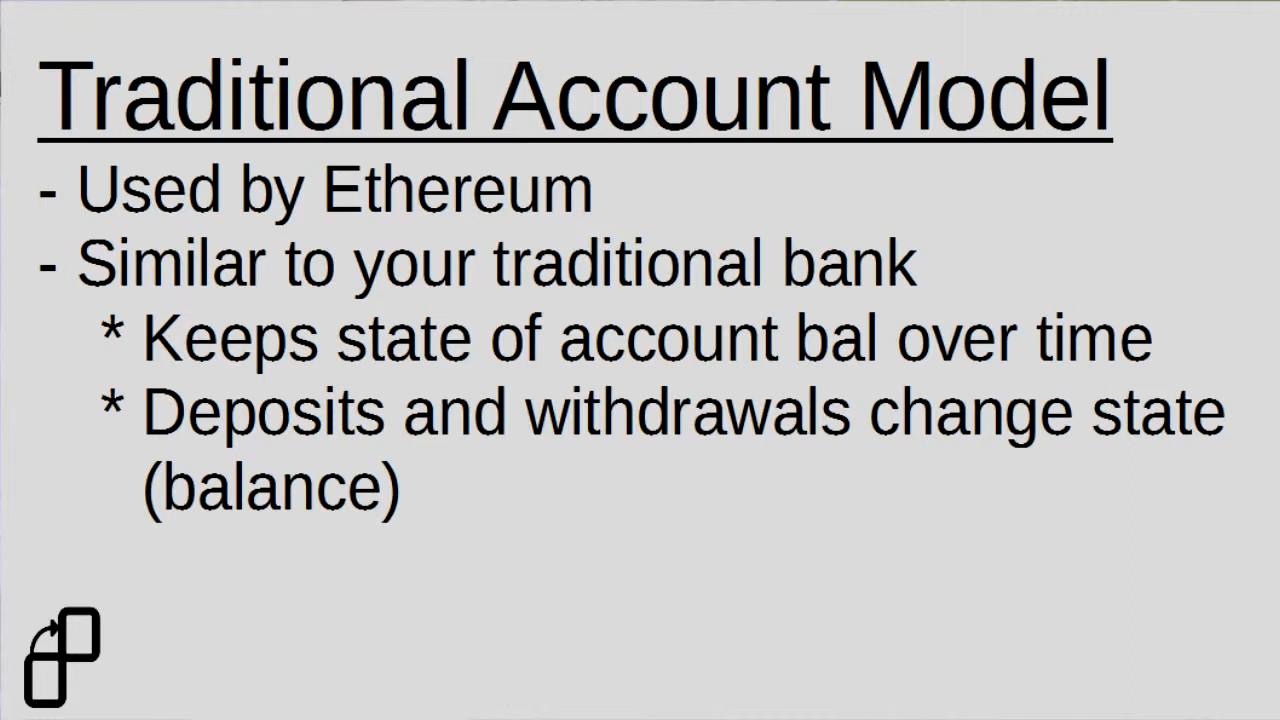 Traditional Account Model
- Used by Ethereum
- Similar to your traditional bank
* Keeps state of account bal over time
* Deposits and withdrawals change state
(balance)